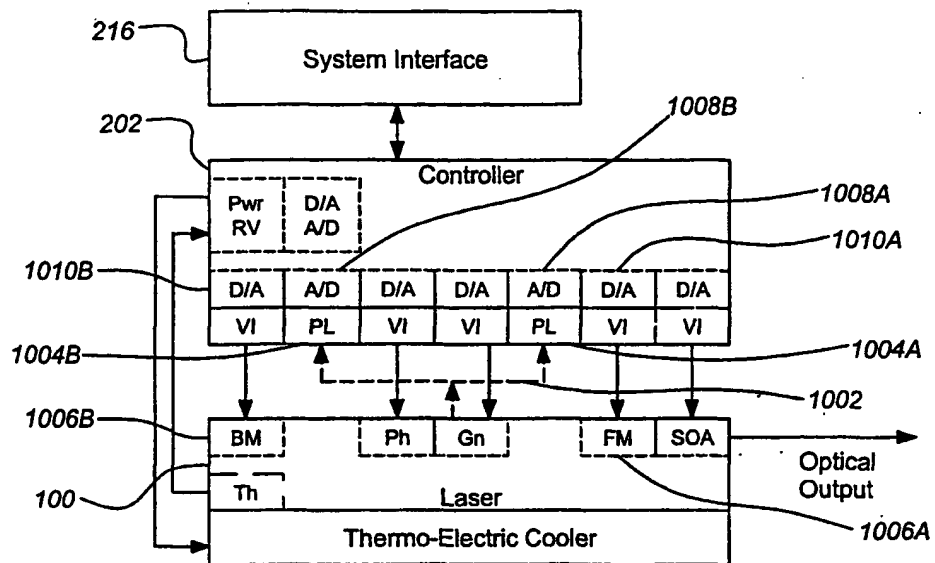 216
System Interface
202
1008B
Controller
1008A
Pwr
RV
D/A
A/D
1010A
1010B
D/A A/D D/A D/A A/D D/A D/A
VI PL VI VI PL VI VI
1004B
1004A
1002
1006B
BM Ph Gn FM SOA
Optical
Output
100
Th
Laser
1006A
Thermo-Electric Cooler